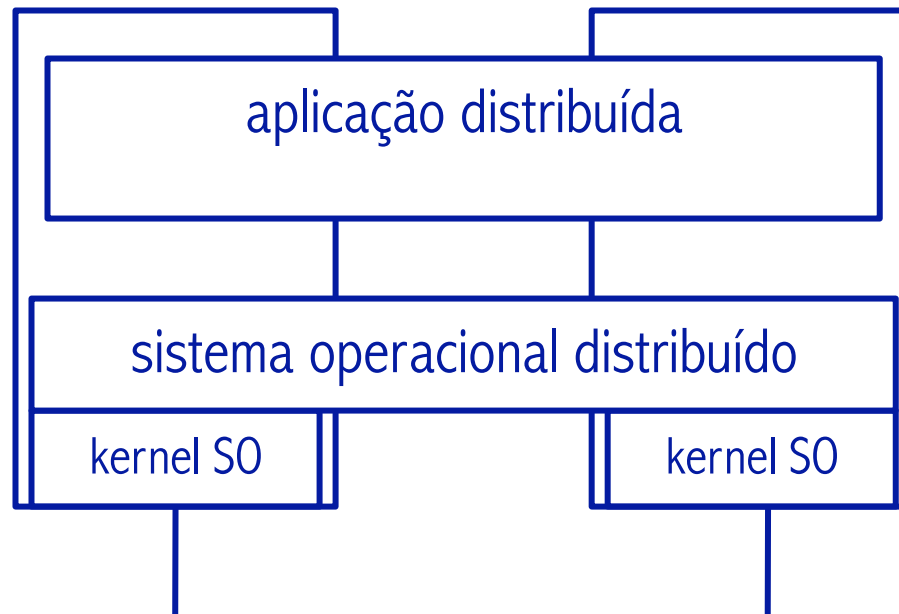 aplicação distribuída
sistema operacional distribuído
kernel SO
kernel SO